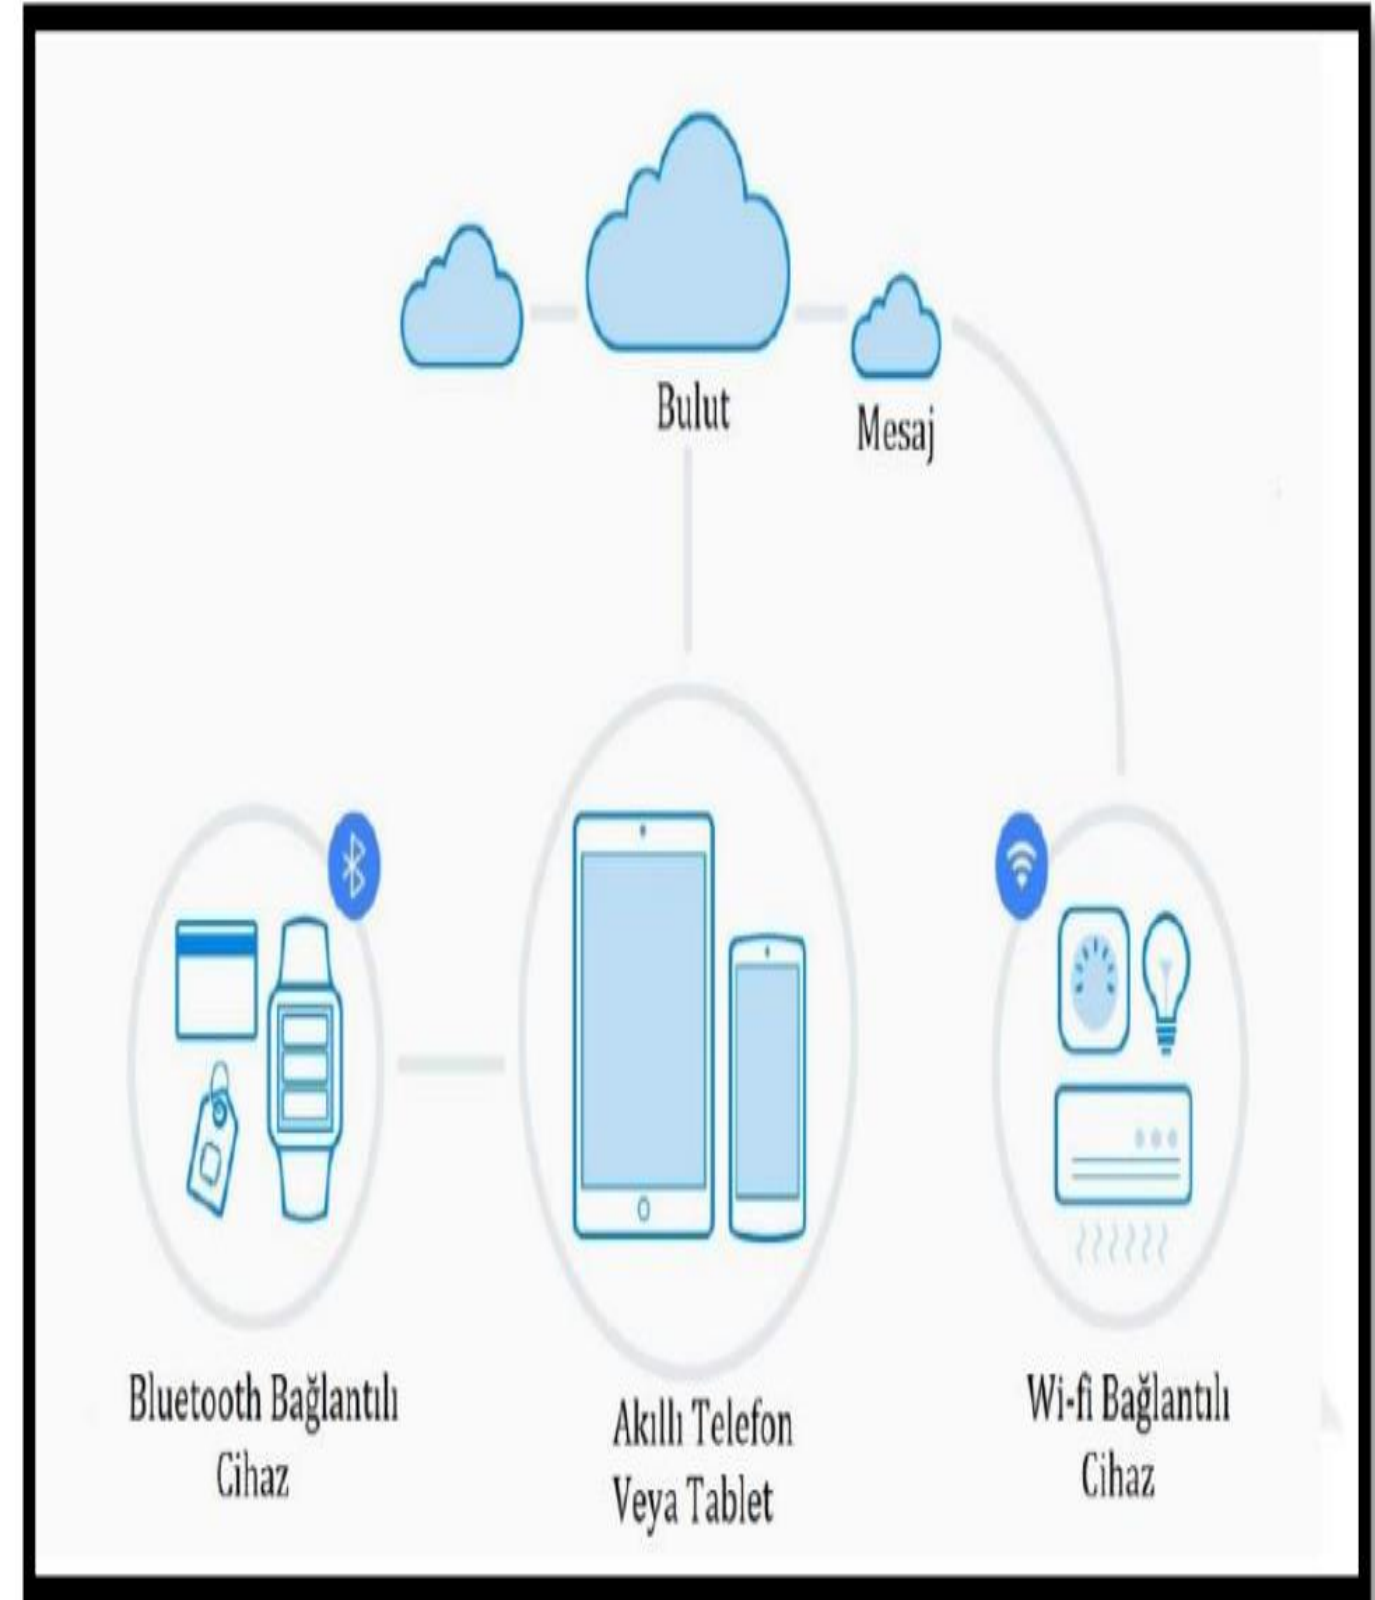 Bulut
Mesaj
Bluetooth Bağlantılı
Cihaz
Akıllı Telefon
Veya Tablet
Wi-fi Bağlantılı
Cihaz